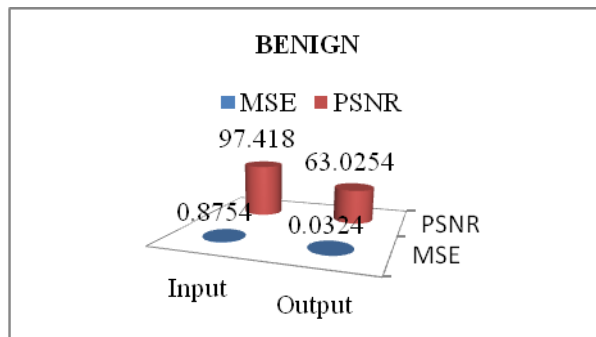 BENIGN
MSE PSNR
97.418
63.0254
0.8754
0.0324
PSNR
MSE
Input
Output